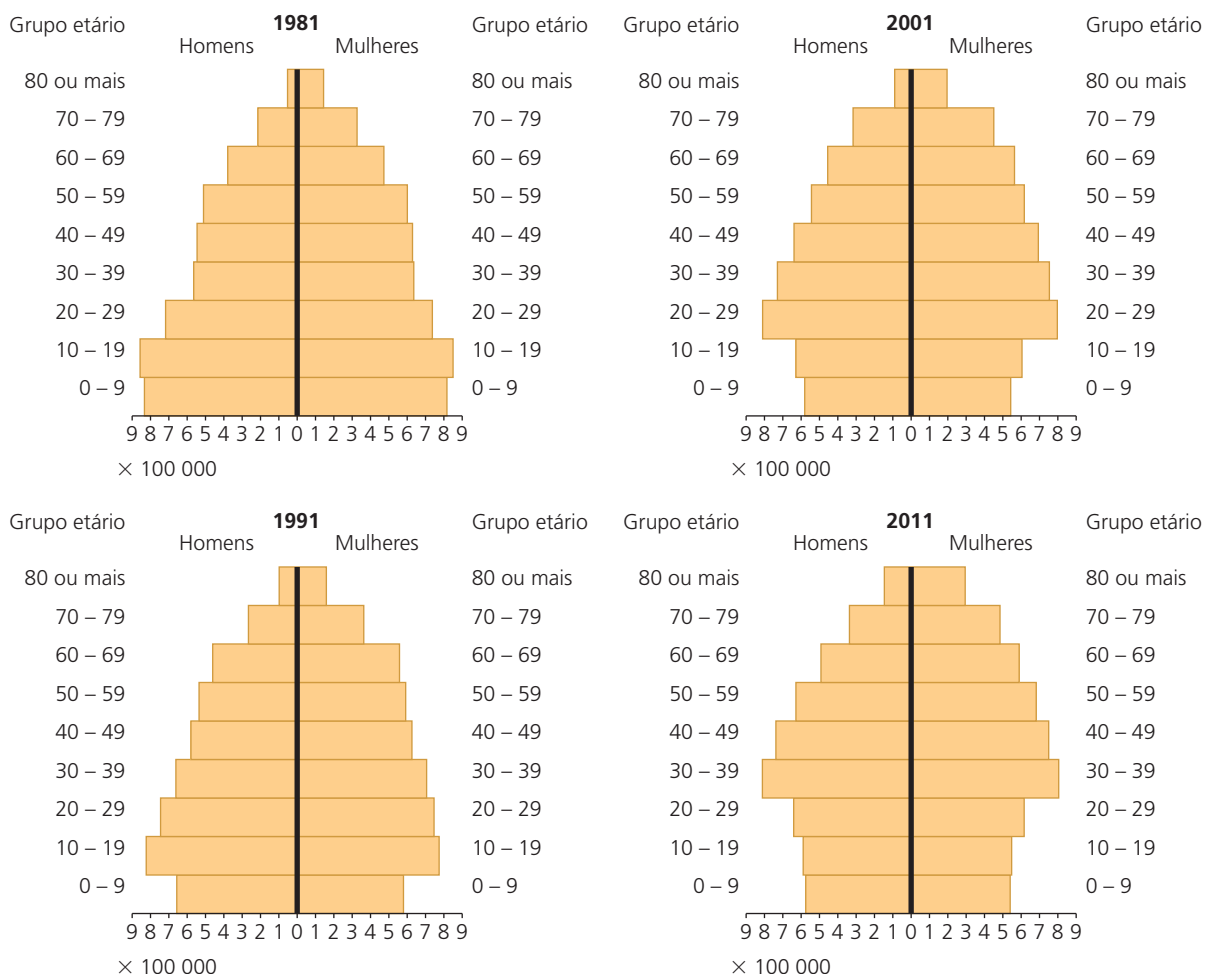 Grupo etário 1981 Grupo etário
Homens Mulheres
80 ou mais 80 ou mais
70 – 79 70 – 79
60 – 69 60 – 69
50 – 59 50 – 59
40 – 49 40 – 49
30 – 39 30 – 39
20 – 29 20 – 29
10 – 19 10 – 19
0 – 9 0 – 9
9 8 7 6 5 4 3 2 1 0 1 2 3 4 5 6 7 8 9
× 100 000
Grupo etário 2001 Grupo etário
Homens Mulheres
80 ou mais 80 ou mais
70 – 79 70 – 79
60 – 69 60 – 69
50 – 59 50 – 59
40 – 49 40 – 49
30 – 39 30 – 39
20 – 29 20 – 29
10 – 19 10 – 19
0 – 9 0 – 9
9 8 7 6 5 4 3 2 1 0 1 2 3 4 5 6 7 8 9
× 100 000
Grupo etário 1991 Grupo etário
Homens Mulheres
80 ou mais 80 ou mais
70 – 79 70 – 79
60 – 69 60 – 69
50 – 59 50 – 59
40 – 49 40 – 49
30 – 39 30 – 39
20 – 29 20 – 29
10 – 19 10 – 19
0 – 9 0 – 9
9 8 7 6 5 4 3 2 1 0 1 2 3 4 5 6 7 8 9
× 100 000
Grupo etário 2011 Grupo etário
Homens Mulheres
80 ou mais 80 ou mais
70 – 79 70 – 79
60 – 69 60 – 69
50 – 59 50 – 59
40 – 49 40 – 49
30 – 39 30 – 39
20 – 29 20 – 29
10 – 19 10 – 19
0 – 9 0 – 9
9 8 7 6 5 4 3 2 1 0 1 2 3 4 5 6 7 8 9
× 100 000